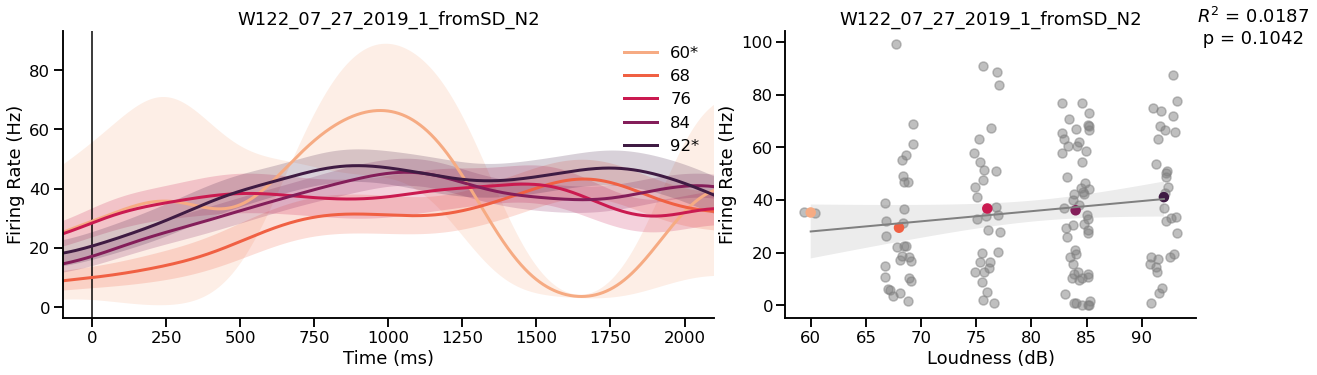 W122_07_27_2019_1_fromSD_N2
Firing Rate (Hz)
80
60
40
20
0
0 250 500 750 1000 1250 1500 1750 2000
Time (ms)
60*
68
76
84
92*
W122_07_27_2019_1_fromSD_N2
R² = 0.0187
p = 0.1042
Firing Rate (Hz)
100
80
60
40
20
0
60 65 70 75 80 85 90
Loudness (dB)